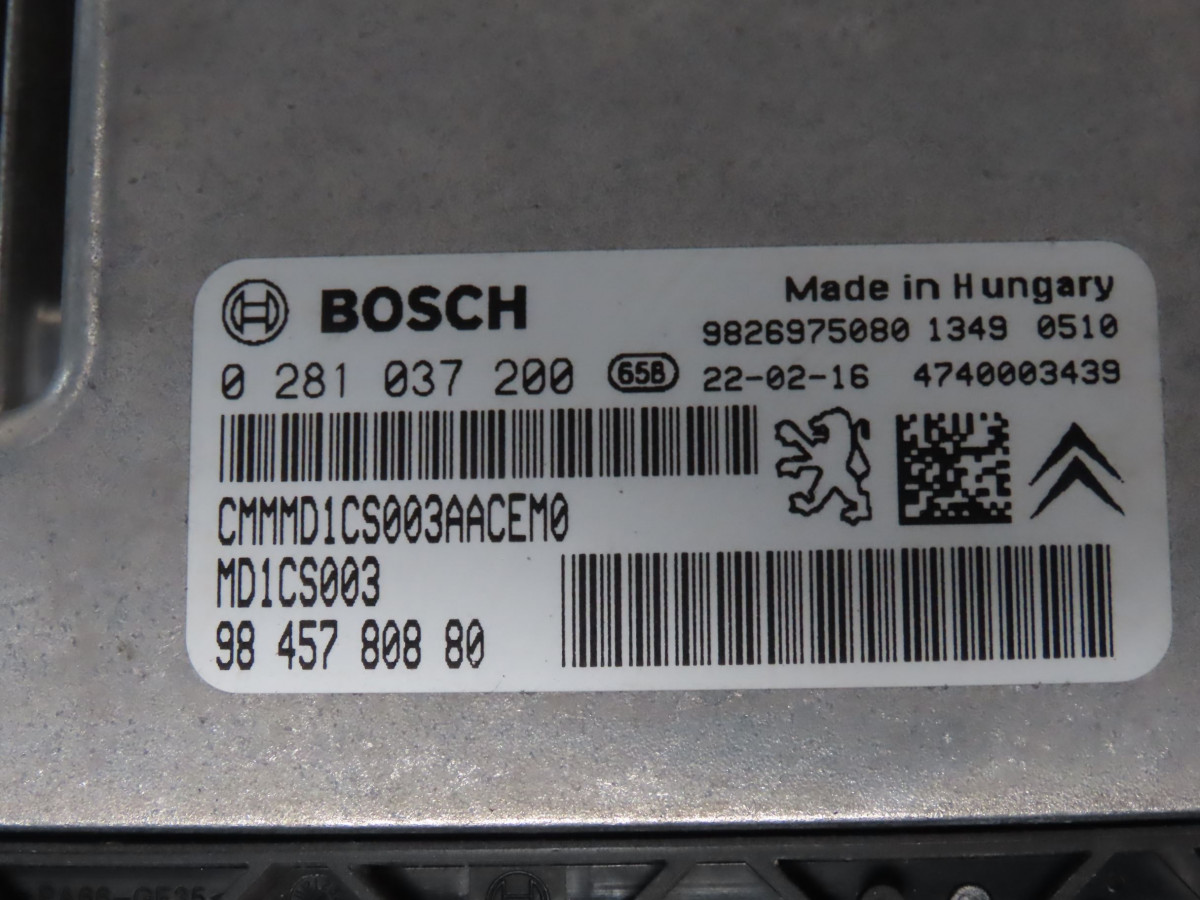 BOSCH
Made in Hungary
9826975080 1349 0510
0 281 037 200 65B 22-02-16 4740003439
CMMMD1CS003AACEM0
MD1CS003
98 457 808 80